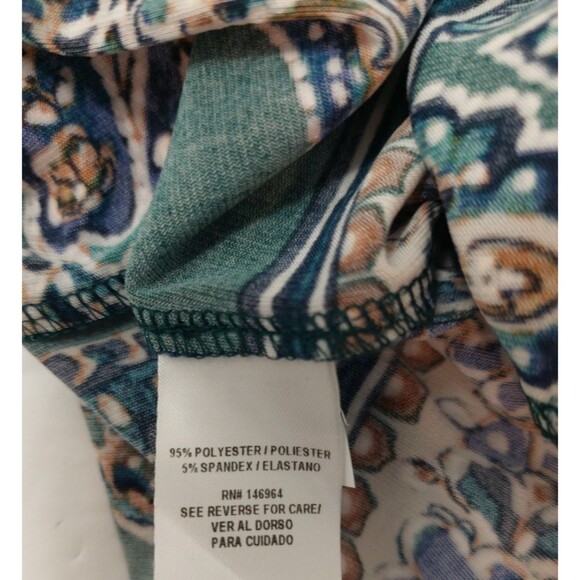 95% POLYESTER / POLIESTER
5% SPANDEX / ELASTANO
RN# 146964
SEE REVERSE FOR CARE/
VER AL DORSO
PARA CUIDADO